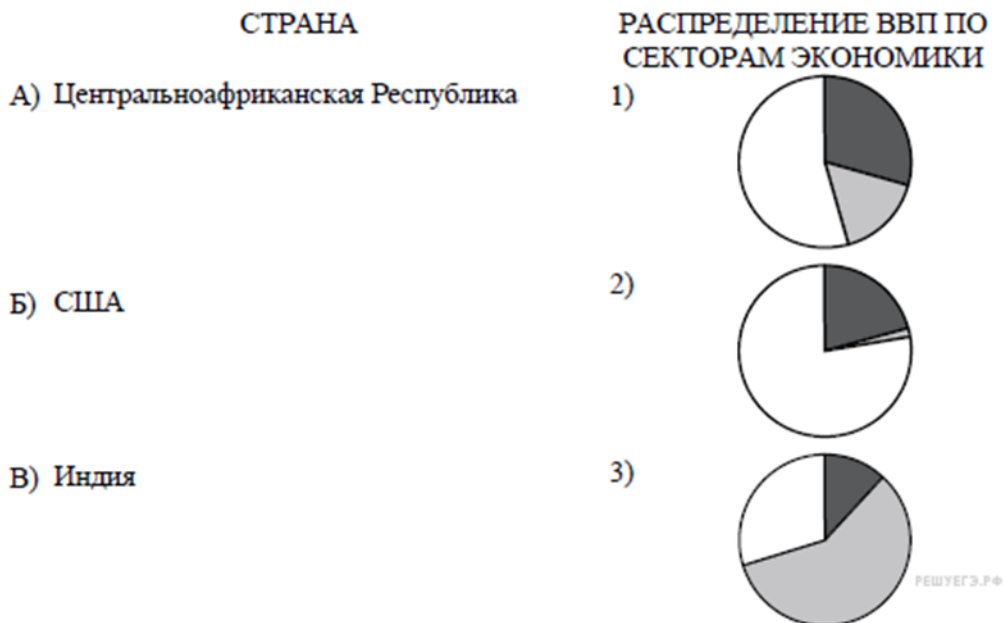 СТРАНА
РАСПРЕДЕЛЕНИЕ ВВП ПО
СЕКТОРАМ ЭКОНОМИКИ
А) Центральноафриканская Республика
1)
Б) США
2)
В) Индия
3)
РЕШУЕГЭ.РФ